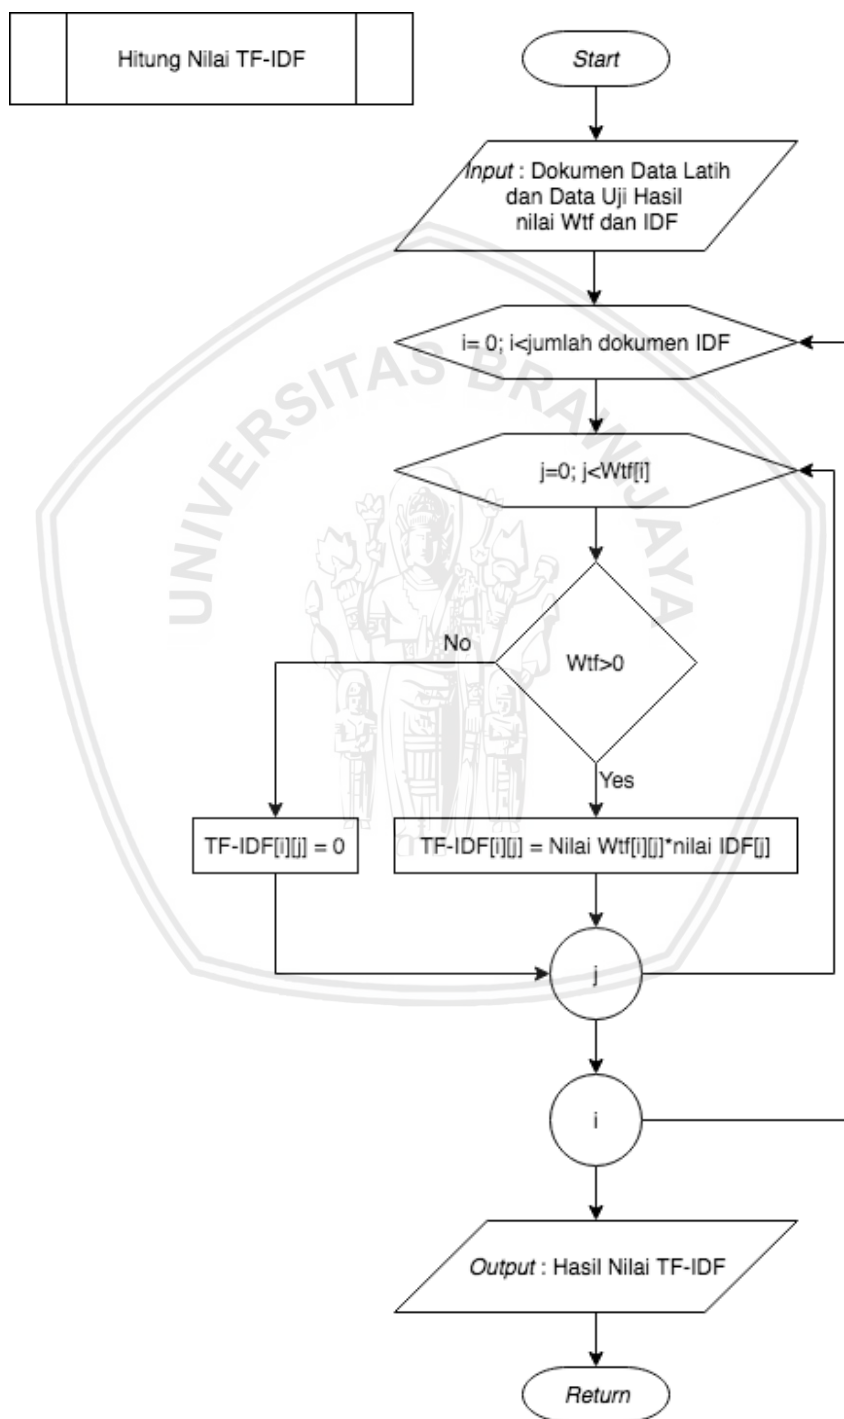 Hitung Nilai TF-IDF
Start
Input : Dokumen Data Latih
dan Data Uji Hasil
nilai Wtf dan IDF
i= 0; i<jumlah dokumen IDF
UNIVERSITAS BRAWIJAYA
j=0; j<Wtf[i]
No
Wtf>0
Yes
TF-IDF[i][j] = 0
TF-IDF[i][j] = Nilai Wtf[i][j]*nilai IDF[j]
j
i
Output : Hasil Nilai TF-IDF
Return